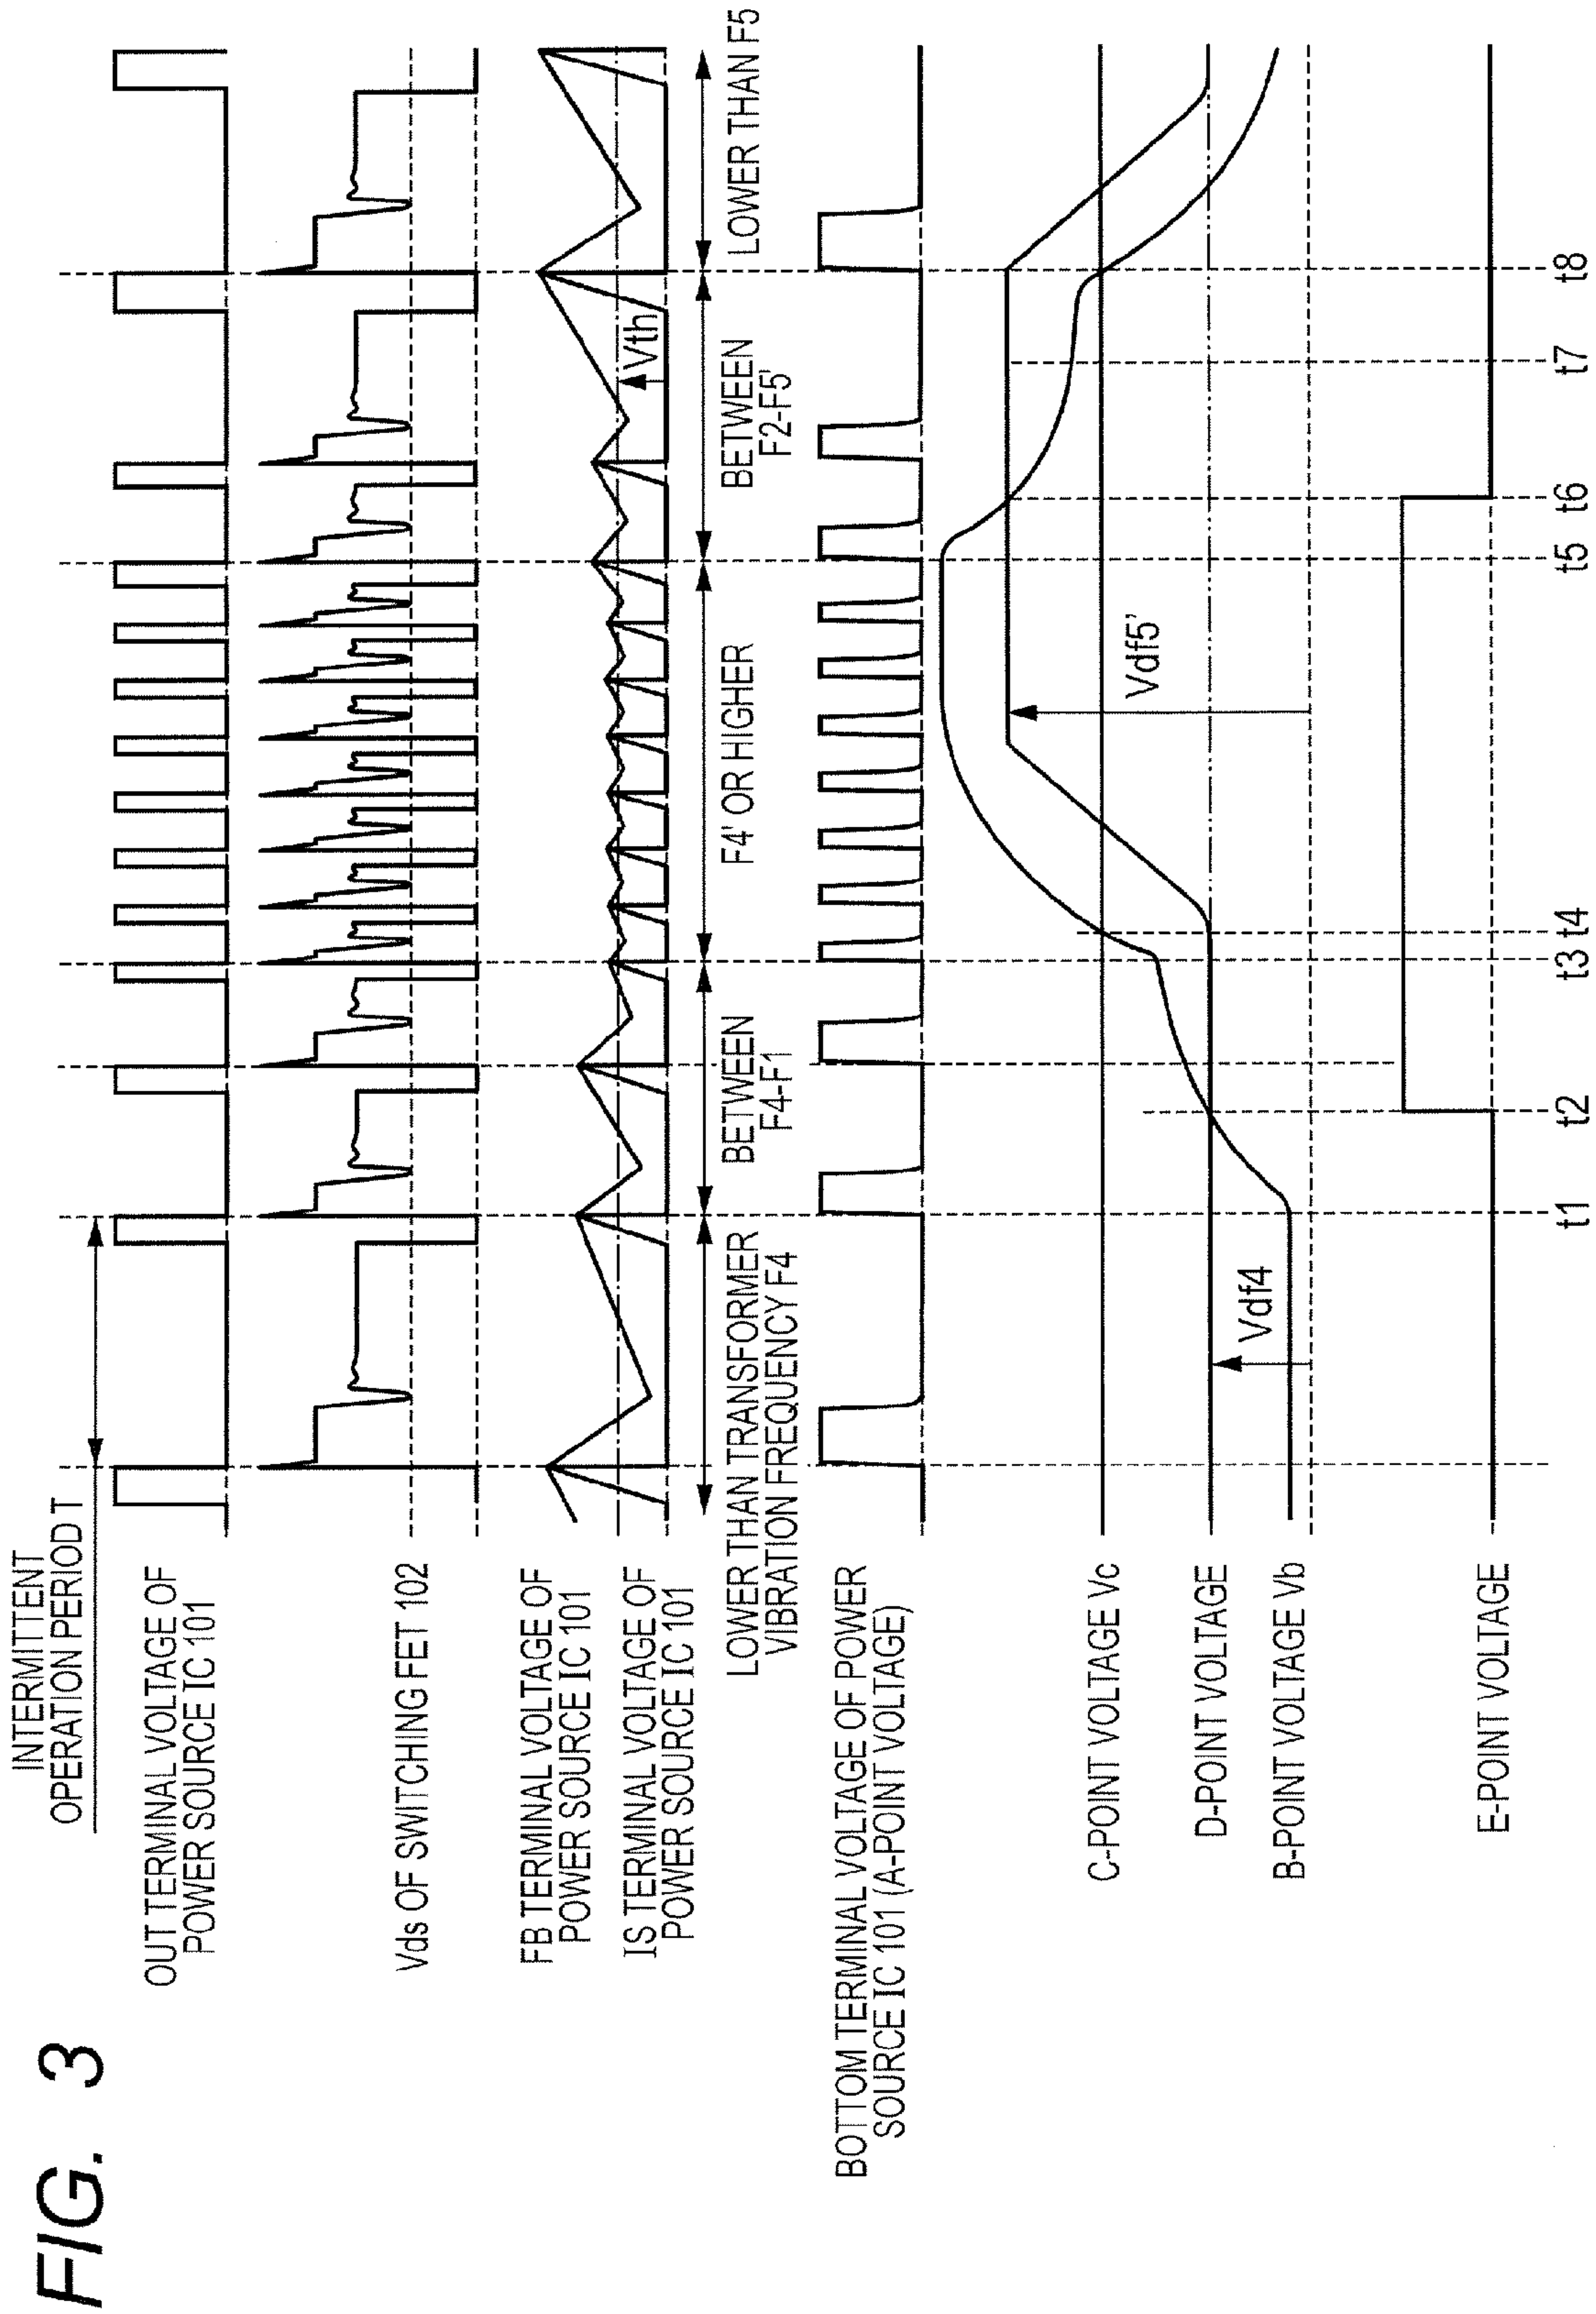 FIG. 3
INTERMITTENT
OPERATION PERIOD T
OUT TERMINAL VOLTAGE OF
POWER SOURCE IC 101
Vds OF SWITCHING FET 102
FB TERMINAL VOLTAGE OF
POWER SOURCE IC 101
Vth
IS TERMINAL VOLTAGE OF
POWER SOURCE IC 101
LOWER THAN TRANSFORMER
VIBRATION FREQUENCY F4
BETWEEN
F4-F1
F4' OR HIGHER
BETWEEN
F2-F5'
LOWER THAN F5
BOTTOM TERMINAL VOLTAGE OF POWER
SOURCE IC 101 (A-POINT VOLTAGE)
C-POINT VOLTAGE Vc
D-POINT VOLTAGE
B-POINT VOLTAGE Vb
Vdf4
Vdf5'
E-POINT VOLTAGE
t1 t2 t3 t4 t5 t6 t7 t8